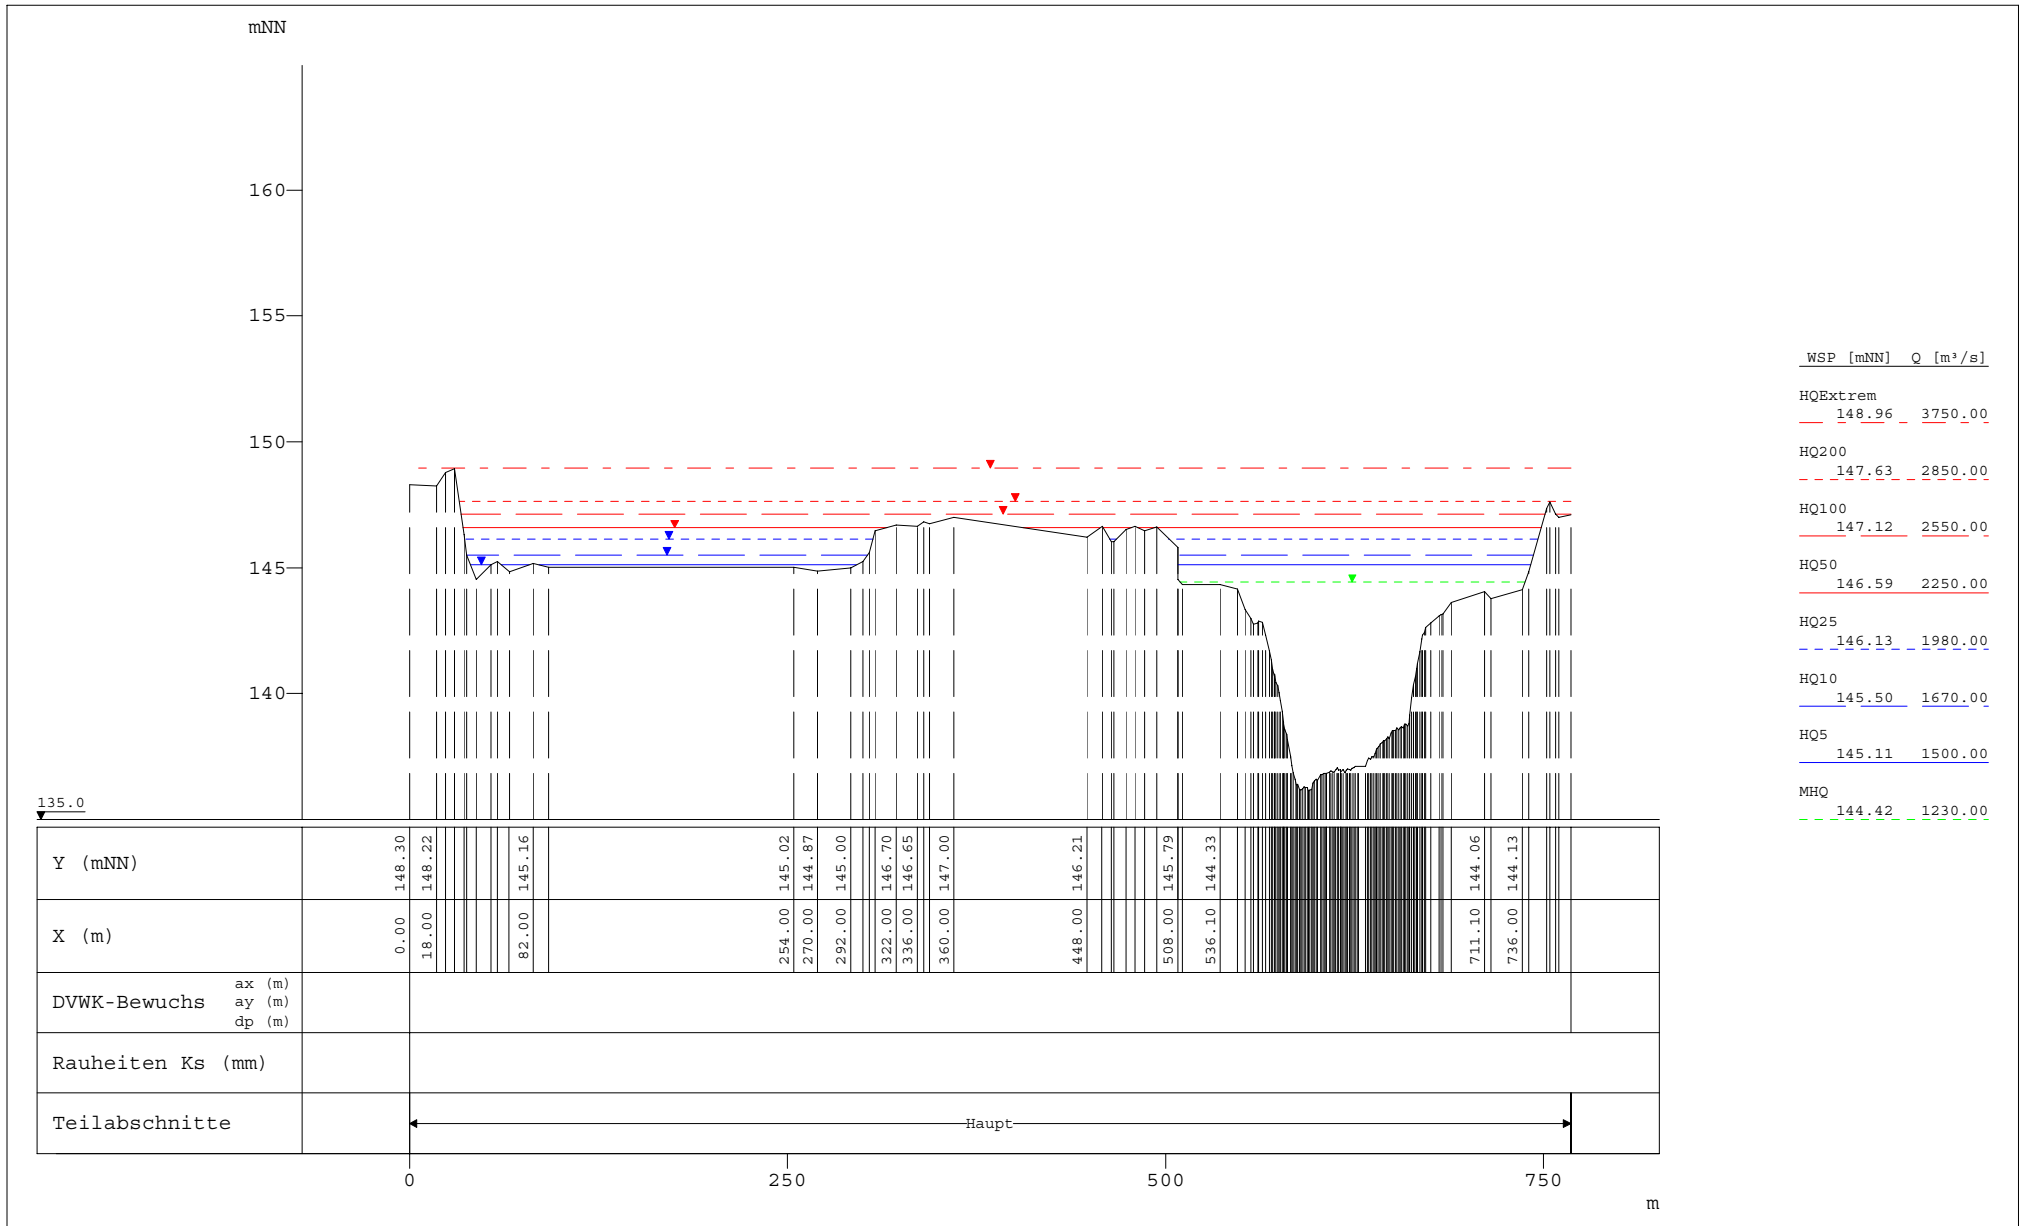 mNN
160
155
150
145
140
135.0
WSP [mNN] Q [m³/s]
HQExtrem
148.96 3750.00
HQ200
147.63 2850.00
HQ100
147.12 2550.00
HQ50
146.59 2250.00
HQ25
146.13 1980.00
HQ10
145.50 1670.00
HQ5
145.11 1500.00
MHQ
144.42 1230.00
Y (mNN) 148.30 148.22 145.16 145.02 144.87 145.00 146.70 146.65 147.00 146.21 145.79 144.33 144.06 144.13
X (m) 0.00 18.00 82.00 254.00 270.00 292.00 322.00 336.00 360.00 448.00 508.00 536.10 711.10 736.00
DVWK-Bewuchs
ax (m)
ay (m)
dp (m)
Rauheiten Ks (mm)
Teilabschnitte
Haupt
0 250 500 750
m